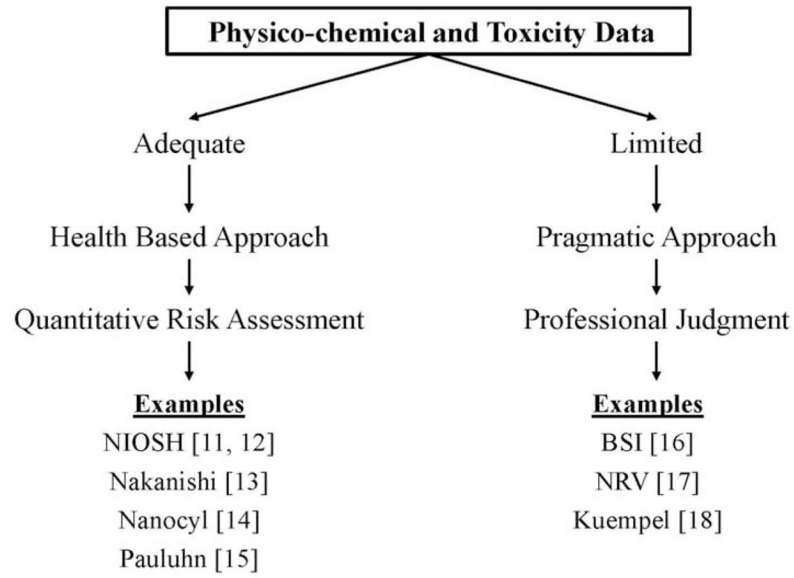 Physico-chemical and Toxicity Data
Adequate
Health Based Approach
Quantitative Risk Assessment
Examples
NIOSH [11, 12]
Nakanishi [13]
Nanocyl [14]
Pauluhn [15]
Limited
Pragmatic Approach
Professional Judgment
Examples
BSI [16]
NRV [17]
Kuempel [18]